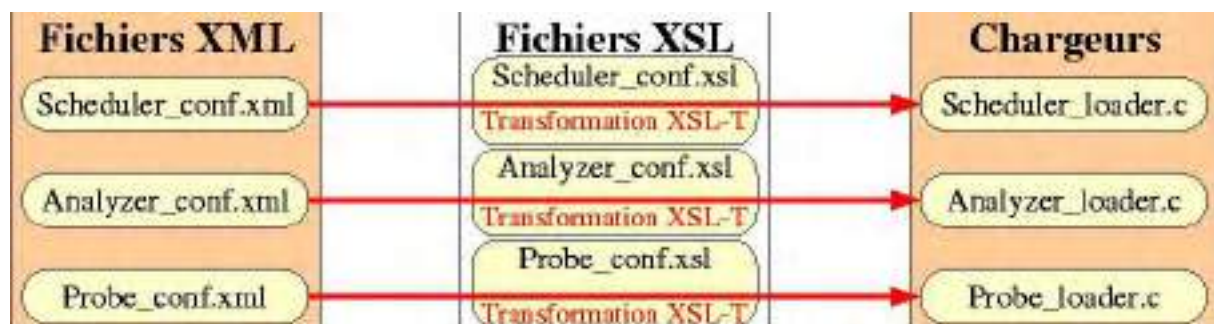 Fichiers XML
Fichiers XSL
Chargeurs
Scheduler_conf.xml
Scheduler_conf.xsl
Transformation XSL-T
Scheduler_loader.c
Analyzer_conf.xml
Analyzer_conf.xsl
Transformation XSL-T
Analyzer_loader.c
Probe_conf.xml
Probe_conf.xsl
Transformation XSL-T
Probe_loader.c